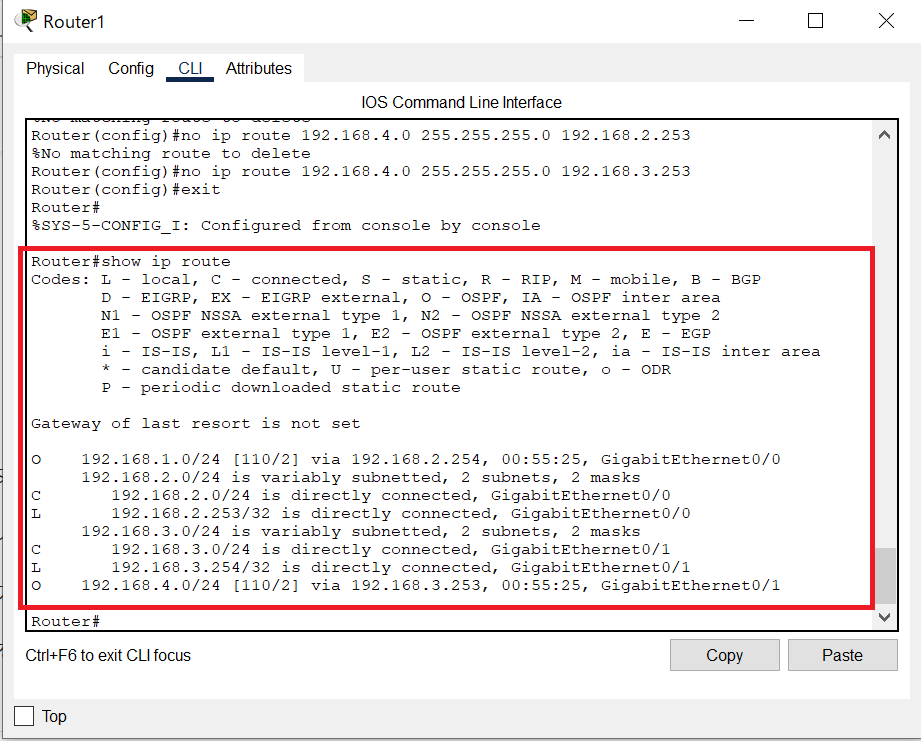 Router1
Physical Config CLI Attributes
IOS Command Line Interface
%No matching route to delete
Router(config)#no ip route 192.168.4.0 255.255.255.0 192.168.2.253
%No matching route to delete
Router(config)#no ip route 192.168.4.0 255.255.255.0 192.168.3.253
Router(config)#exit
Router#
%SYS-5-CONFIG_I: Configured from console by console
Router#show ip route
Codes: L - local, C - connected, S - static, R - RIP, M - mobile, B - BGP
D - EIGRP, EX - EIGRP external, O - OSPF, IA - OSPF inter area
N1 - OSPF NSSA external type 1, N2 - OSPF NSSA external type 2
E1 - OSPF external type 1, E2 - OSPF external type 2, E - EGP
i - IS-IS, L1 - IS-IS level-1, L2 - IS-IS level-2, ia - IS-IS inter area
* - candidate default, U - per-user static route, o - ODR
P - periodic downloaded static route
Gateway of last resort is not set
O 192.168.1.0/24 [110/2] via 192.168.2.254, 00:55:25, GigabitEthernet0/0
192.168.2.0/24 is variably subnetted, 2 subnets, 2 masks
C 192.168.2.0/24 is directly connected, GigabitEthernet0/0
L 192.168.2.253/32 is directly connected, GigabitEthernet0/0
192.168.3.0/24 is variably subnetted, 2 subnets, 2 masks
C 192.168.3.0/24 is directly connected, GigabitEthernet0/1
L 192.168.3.254/32 is directly connected, GigabitEthernet0/1
O 192.168.4.0/24 [110/2] via 192.168.3.253, 00:55:25, GigabitEthernet0/1
Router#
Ctrl+F6 to exit CLI focus
Copy Paste
Top